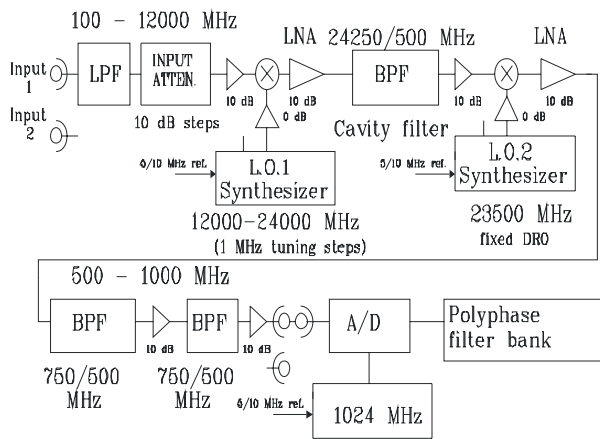 100 - 12000 MHz
LNA
24250/500 MHz
LNA
Input
1
LPF
INPUT
ATTEN.
10 dB
10 dB
BPF
10 dB
10 dB
Input
2
10 dB steps
0 dB
Cavity filter
0 dB
5/10 MHz ref.
L.O.1
Synthesizer
5/10 MHz ref.
L.O.2
Synthesizer
12000-24000 MHz
(1 MHz tuning steps)
23500 MHz
fixed DRO
500 - 1000 MHz
BPF
10 dB
BPF
10 dB
A/D
Polyphase
filter bank
750/500
MHz
750/500
MHz
5/10 MHz ref.
1024 MHz